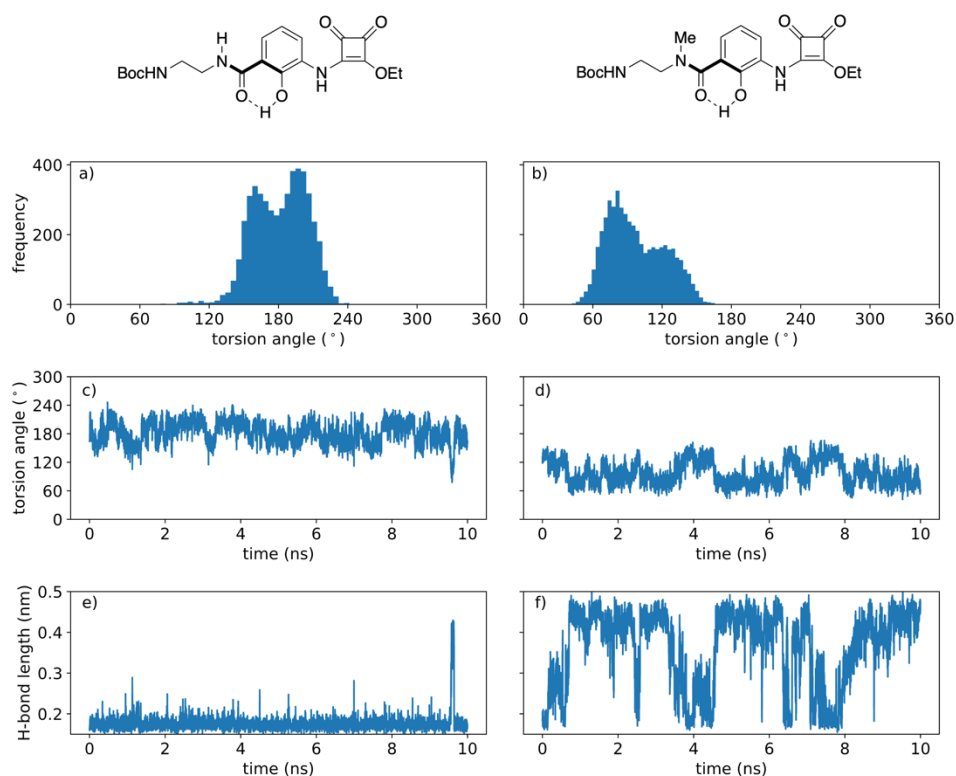 H
N
BocHN
O
O
H
N
H
O
O
OEt
Me
N
BocHN
O
O
H
N
H
O
O
OEt
a)
frequency
400
200
0
0 60 120 180 240 300 360
torsion angle (°)
b)
0 60 120 180 240 300 360
torsion angle (°)
c)
torsion angle (°)
300
240
180
120
60
0
0 2 4 6 8 10
time (ns)
d)
0 2 4 6 8 10
time (ns)
e)
H-bond length (nm)
0.5
0.4
0.3
0.2
0 2 4 6 8 10
time (ns)
f)
0 2 4 6 8 10
time (ns)